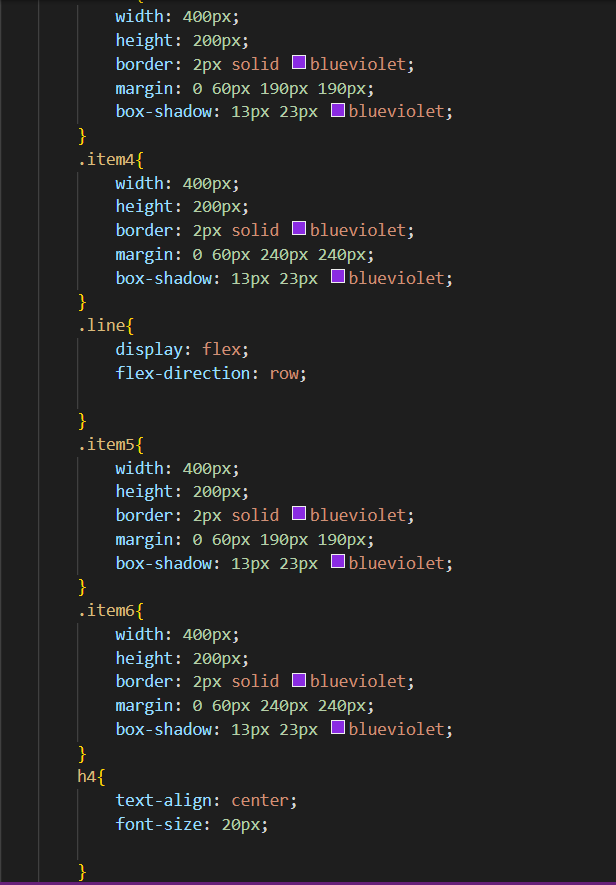 width: 400px;
height: 200px;
border: 2px solid blueviolet;
margin: 0 60px 190px 190px;
box-shadow: 13px 23px blueviolet;
}
.item4{
width: 400px;
height: 200px;
border: 2px solid blueviolet;
margin: 0 60px 240px 240px;
box-shadow: 13px 23px blueviolet;
}
.line{
display: flex;
flex-direction: row;
}
.item5{
width: 400px;
height: 200px;
border: 2px solid blueviolet;
margin: 0 60px 190px 190px;
box-shadow: 13px 23px blueviolet;
}
.item6{
width: 400px;
height: 200px;
border: 2px solid blueviolet;
margin: 0 60px 240px 240px;
box-shadow: 13px 23px blueviolet;
}
h4{
text-align: center;
font-size: 20px;
}